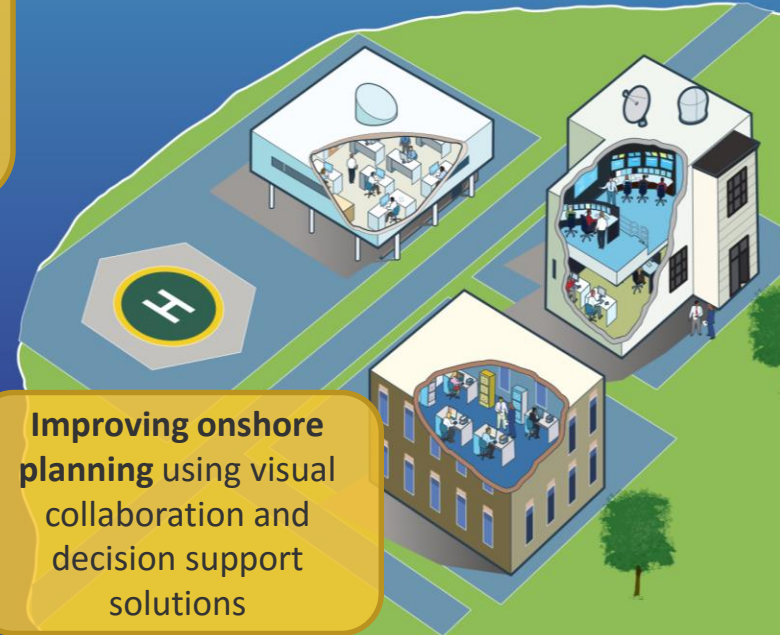 H
Improving onshore
planning using visual
collaboration and
decision support
solutions